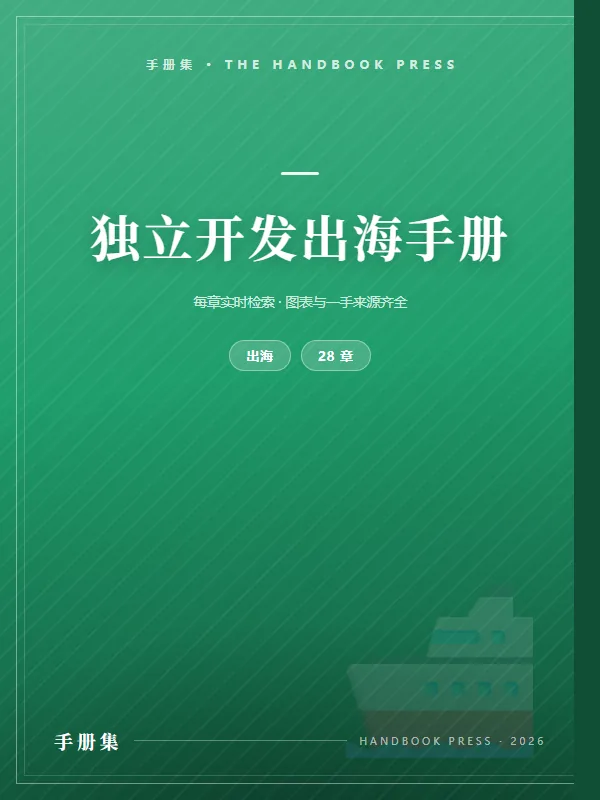 手册集 • THE HANDBOOK PRESS
独立开发出海手册
每章实时检索 · 图表与一手来源齐全
出海 28 章
手册集 HANDBOOK PRESS · 2026